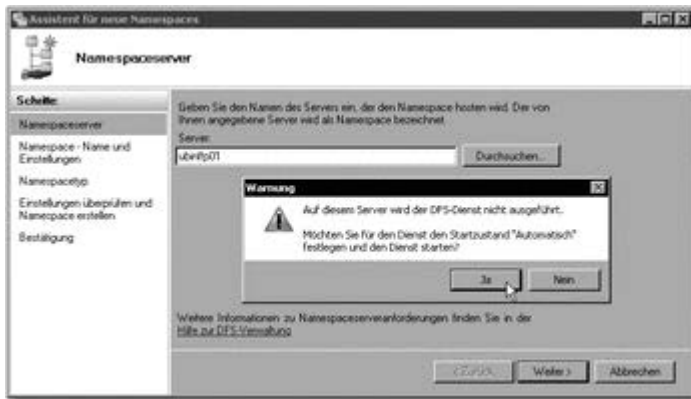 Assistent für neue Namespaces
Namespaceserver
Schritte:
Namespaceserver
Namespace - Name und
Einstellungen
Namespacetyp
Einstellungen überprüfen und
Namespace erstellen
Bestätigung
Geben Sie den Namen des Servers ein, der den Namespace hosten wird. Der von
Ihnen angegebene Server wird als Namespace bezeichnet.
Server:
Durchsuchen...
Warnung
Auf diesem Server wird der DFS-Dienst nicht ausgeführt.
Möchten Sie für den Dienst den Startzustand "Automatisch"
festlegen und den Dienst starten?
Ja
Nein
Weitere Informationen zu Namespaceserveranforderungen finden Sie in der
Hilfe zur DFS-Verwaltung
< Zurück
Weiter >
Abbrechen